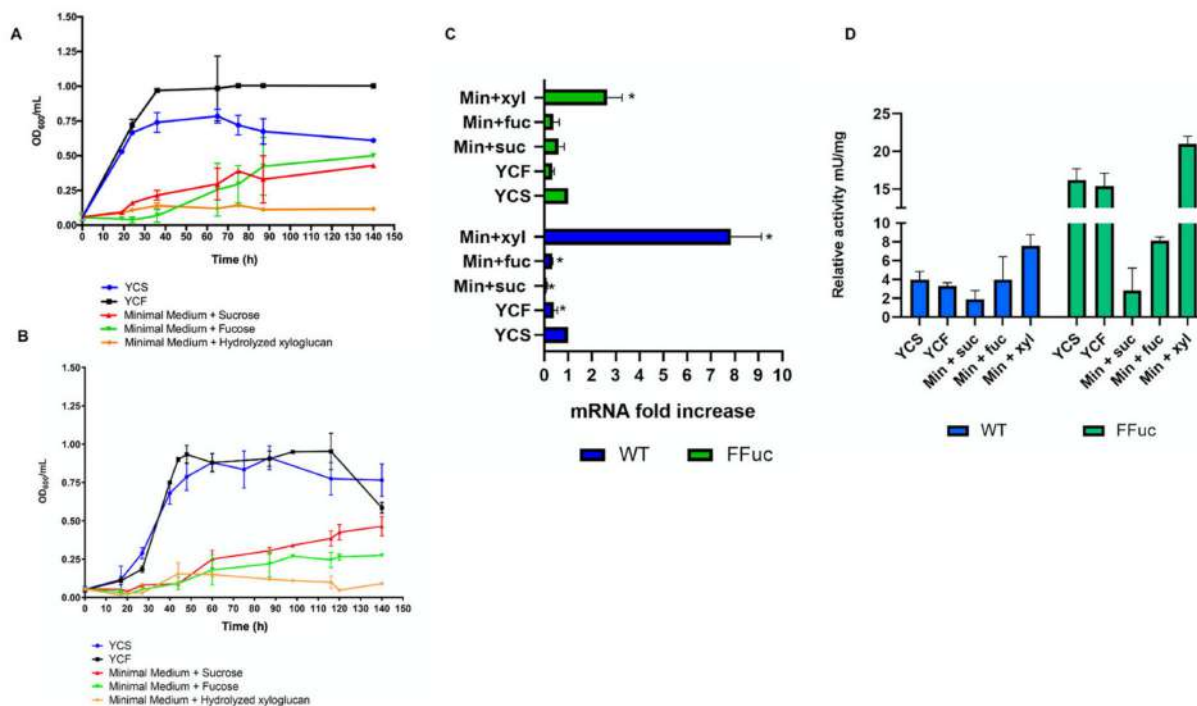 A
OD600/mL
1.50
1.25
1.00
0.75
0.50
0.25
0.00
0 10 20 30 40 50 60 70 80 90 100 110 120 130 140 150
Time (h)
YCS
YCF
Minimal Medium + Sucrose
Minimal Medium + Fucose
Minimal Medium + Hydrolyzed xyloglucan
B
OD600/mL
1.50
1.25
1.00
0.75
0.50
0.25
0.00
0 10 20 30 40 50 60 70 80 90 100 110 120 130 140 150
Time (h)
YCS
YCF
Minimal Medium + Sucrose
Minimal Medium + Fucose
Minimal Medium + Hydrolyzed xyloglucan
C
Min+xyl *
Min+fuc
Min+suc
YCF
YCS
Min+xyl *
Min+fuc *
Min+suc *
YCF *
YCS
0 1 2 3 4 5 6 7 8 9 10
mRNA fold increase
WT FFuc
D
Relative activity mU/mg
25
20
15
8
6
4
2
0
YCS YCF Min + suc Min + fuc Min + xyl YCS YCF Min + suc Min + fuc Min + xyl
WT FFuc